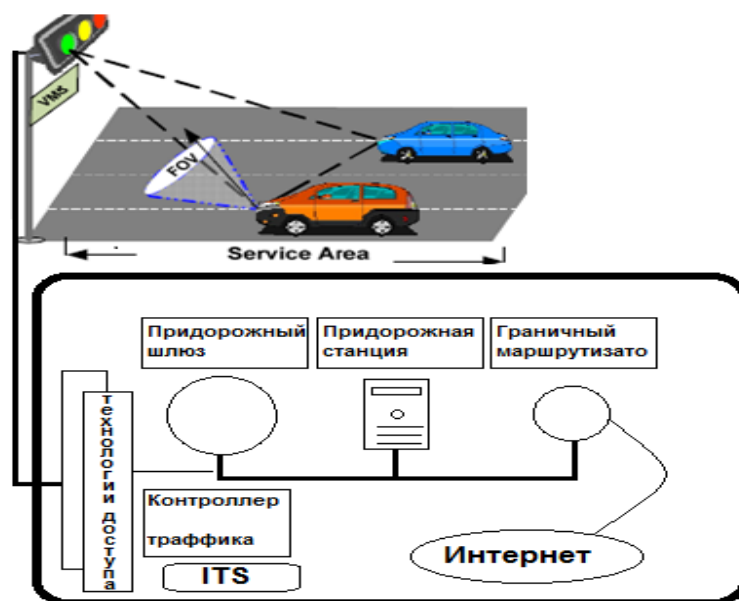 VMS
FOV
Service Area
Придорожный
шлюз
Придорожная
станция
Граничный
маршрутизато
технологии доступа
Контроллер
траффика
ITS
Интернет